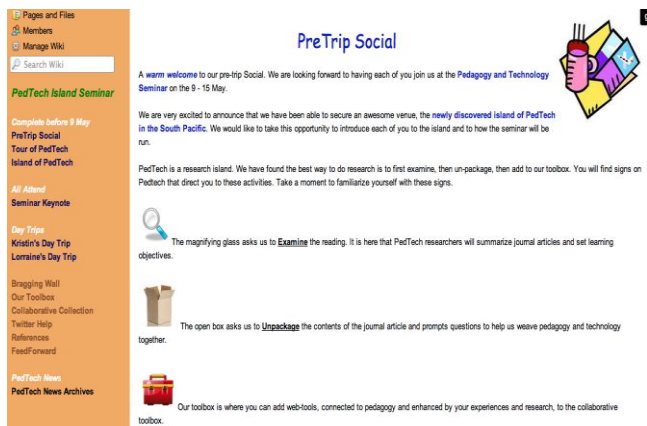 Pages and Files
Members
Manage Wiki
Search Wiki
PedTech Island Seminar
Complete before 9 May
PreTrip Social
Tour of PedTech
Island of PedTech
All Attend
Seminar Keynote
Day Trips
Kristin's Day Trip
Lorraine's Day Trip
Bragging Wall
Our Toolbox
Collaborative Collection
Twitter Help
References
FeedForward
PedTech News
PedTech News Archives
PreTrip Social
A warm welcome to our pre-trip Social. We are looking forward to having each of you join us at the Pedagogy and Technology
Seminar on the 9 - 15 May.
We are very excited to announce that we have been able to secure an awesome venue, the newly discovered island of PedTech
in the South Pacific. We would like to take this opportunity to introduce each of you to the island and to how the seminar will be
run.
PedTech is a research island. We have found the best way to do research is to first examine, then un-package, then add to our toolbox. You will find signs on
Pedtech that direct you to these activities. Take a moment to familiarize yourself with these signs.
The magnifying glass asks us to Examine the reading. It is here that PedTech researchers will summarize journal articles and set learning
objectives.
The open box asks us to Unpackage the contents of the journal article and prompts questions to help us weave pedagogy and technology
together.
Our toolbox is where you can add web-tools, connected to pedagogy and enhanced by your experiences and research, to the collaborative
toolbox.